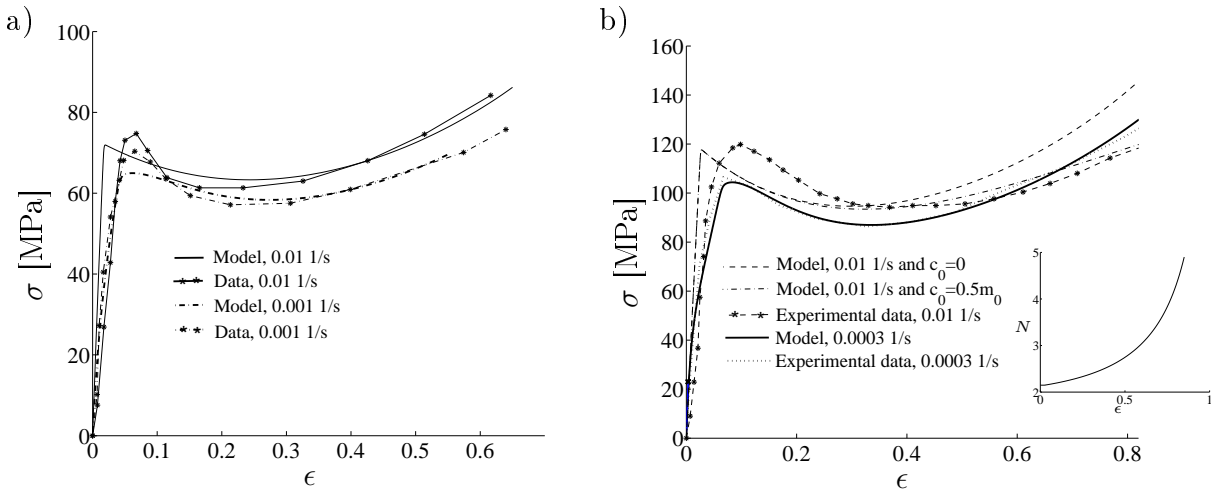 a)
100
80
60
40
20
0
σ [MPa]
0
0.1
0.2
0.3
0.4
0.5
0.6
ϵ
Model, 0.01 1/s
Data, 0.01 1/s
Model, 0.001 1/s
Data, 0.001 1/s
b)
160
140
120
100
80
60
40
20
0
σ [MPa]
0
0.2
0.4
0.6
0.8
ϵ
Model, 0.01 1/s and c0=0
Model, 0.01 1/s and c0=0.5m0
Experimental data, 0.01 1/s
Model, 0.0003 1/s
Experimental data, 0.0003 1/s
5
4
3
2
N
0
0.5
1
ϵ